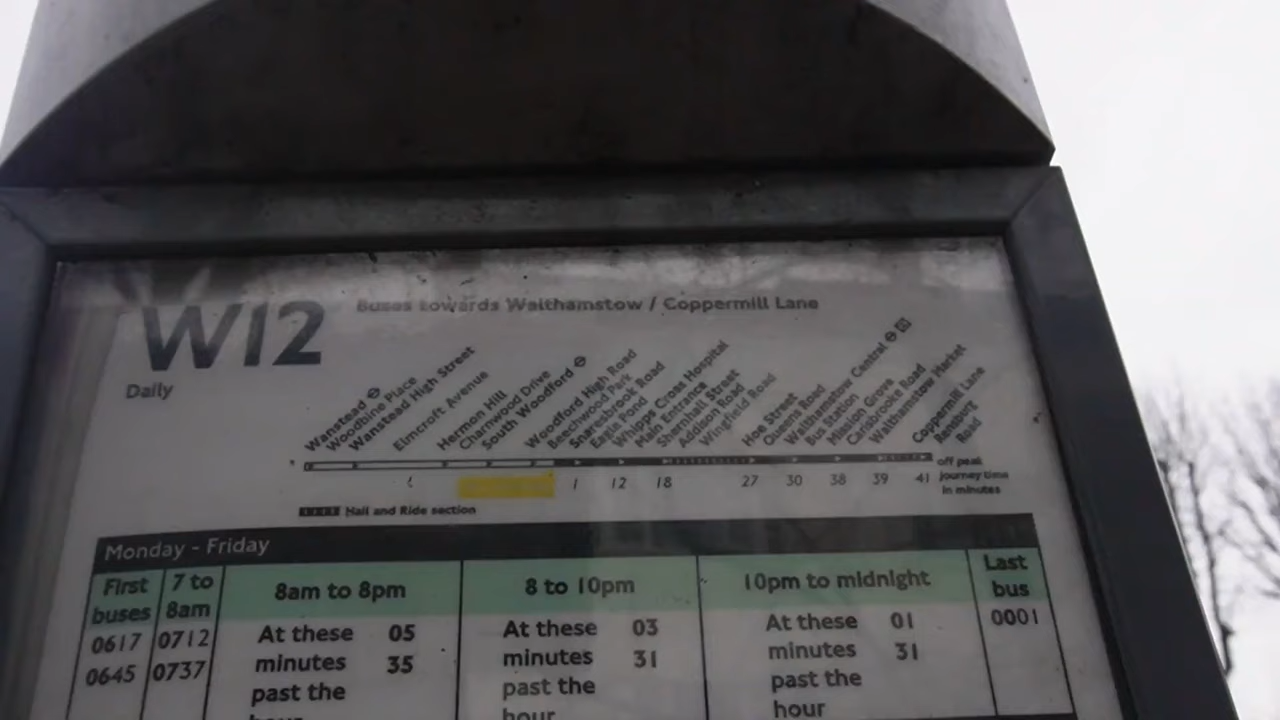 W12
Buses towards Walthamstow / Coppermill Lane
Daily
Wanstead
Woodbine Place
Wanstead High Street
Elmcroft Avenue
Hermon Hill
Charnwood Drive
South Woodford
Woodford High Road
Beechwood Park
Snaresbrook Road
Eagle Pond
Whipps Cross Hospital
Main Entrance
Shernhall Street
Addison Road
Wingfield Road
Hoe Street
Queens Road
Walthamstow Central
Bus Station
Mission Grove
Carisbrooke Road
Walthamstow Market
Coppermill Lane
Rensburg
Road
1 12 18 27 30 38 39 41
off peak
journey time
in minutes
Hail and Ride section
Monday - Friday
First
buses
0617
0645
7 to
8am
0712
0737
8am to 8pm
At these 05
minutes 35
past the
hour
8 to 10pm
At these 03
minutes 31
past the
hour
10pm to midnight
At these 01
minutes 31
past the
hour
Last
bus
0001